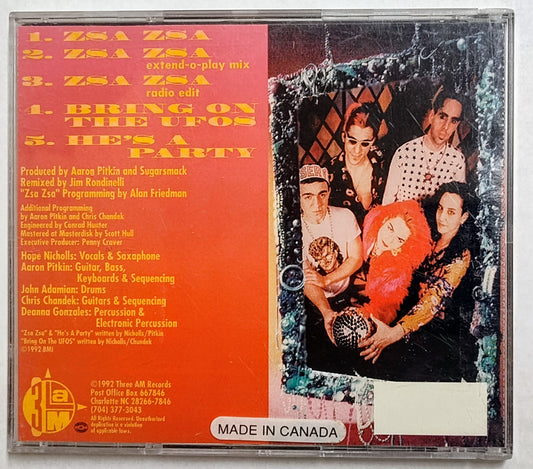 1. ZSA ZSA
2. ZSA ZSA
extend-o-play mix
3. ZSA ZSA
radio edit
4. BRING ON
THE UFOS
5. HE'S A
PARTY
Produced by Aaron Pitkin and Sugarsmack
Remixed by Jim Rondinelli
"Zsa Zsa" Programming by Alan Friedman
Additional Programming
by Aaron Pitkin and Chris Chandek
Engineered by Conrad Hunter
Mastered at Masterdisk by Scott Hull
Executive Producer: Penny Craver
Hope Nicholls: Vocals & Saxophone
Aaron Pitkin: Guitar, Bass,
Keyboards & Sequencing
John Adamian: Drums
Chris Chandek: Guitars & Sequencing
Deanna Gonzales: Percussion &
Electronic Percussion
"Zsa Zsa" & "He's A Party" written by Nicholls/Pitkin
"Bring On The UFOS" written by Nicholls/Chandek
©1992 BMI
3 a M
©1992 Three AM Records
Post Office Box 667846
Charlotte NC 28266-7846
(704) 377-3043
All Rights Reserved. Unauthorized
duplication is a violation
of applicable laws.
MADE IN CANADA